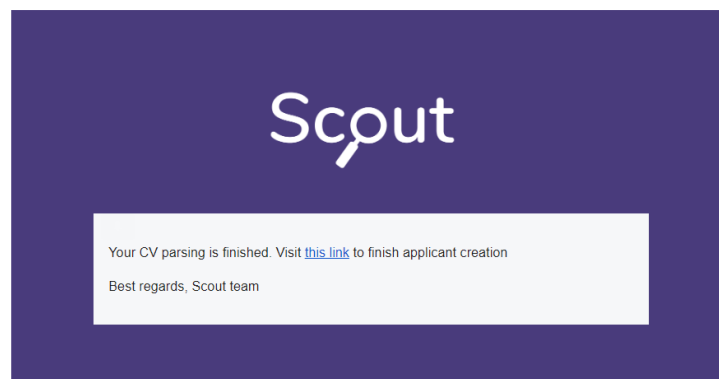 Scout
Your CV parsing is finished. Visit this link to finish applicant creation
Best regards, Scout team